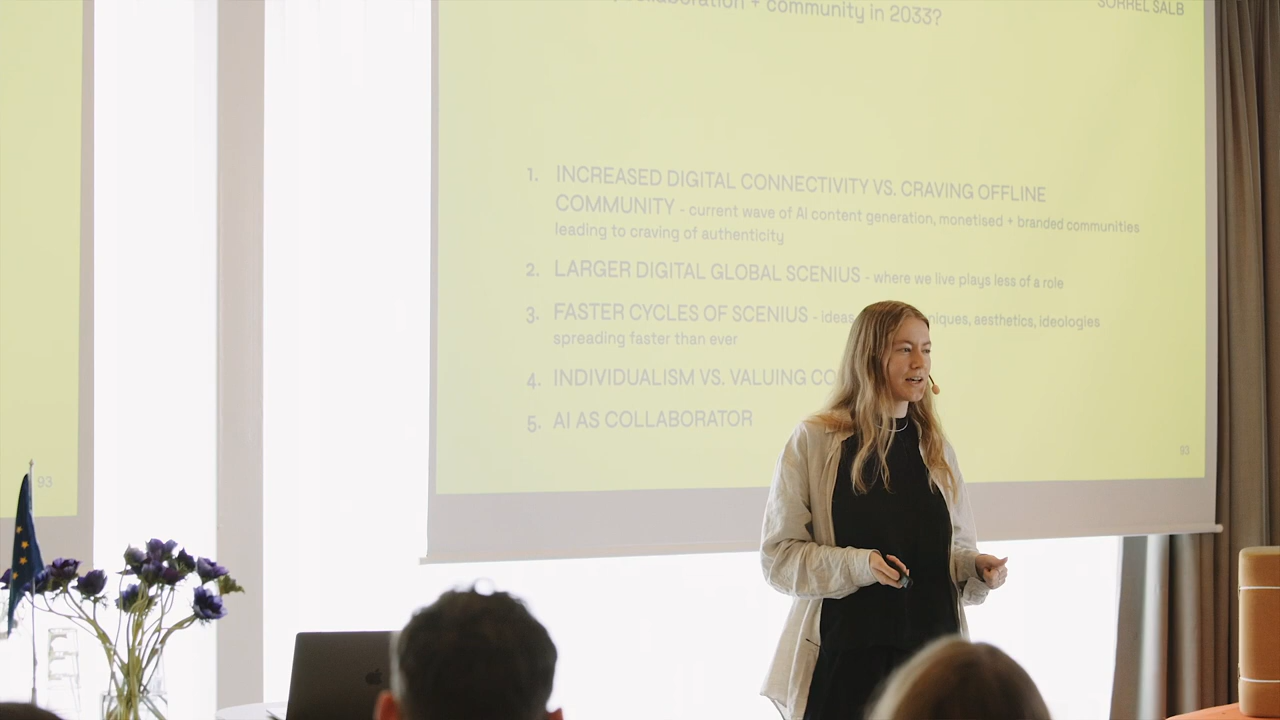 collaboration + community in 2033?
SORREL SALB
1. INCREASED DIGITAL CONNECTIVITY VS. CRAVING OFFLINE
COMMUNITY - current wave of AI content generation, monetised + branded communities
leading to craving of authenticity
2. LARGER DIGITAL GLOBAL SCENIUS - where we live plays less of a role
3. FASTER CYCLES OF SCENIUS - ideas aesthetics, ideologies
spreading faster than ever
4. INDIVIDUALISM VS. VALUING
5. AI AS COLLABORATOR
93
93